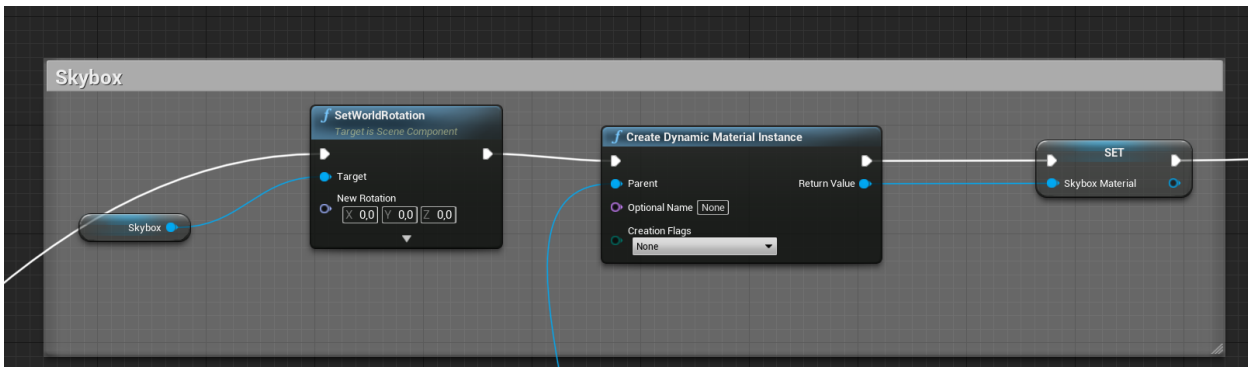 Skybox
f SetWorldRotation
Target is Scene Component
Target
New Rotation
X 0,0 Y 0,0 Z 0,0
Skybox
f Create Dynamic Material Instance
Parent Return Value
Optional Name None
Creation Flags
None
SET
Skybox Material